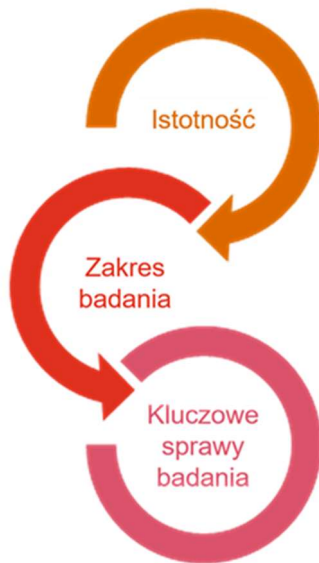 Istotność
Zakres
badania
Kluczowe
sprawy
badania